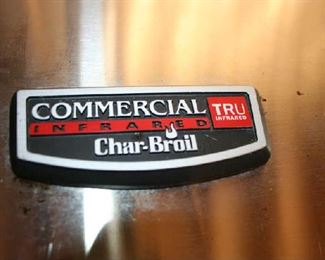 COMMERCIAL
INFRARED
Char-Broil
TRU
INFRARED